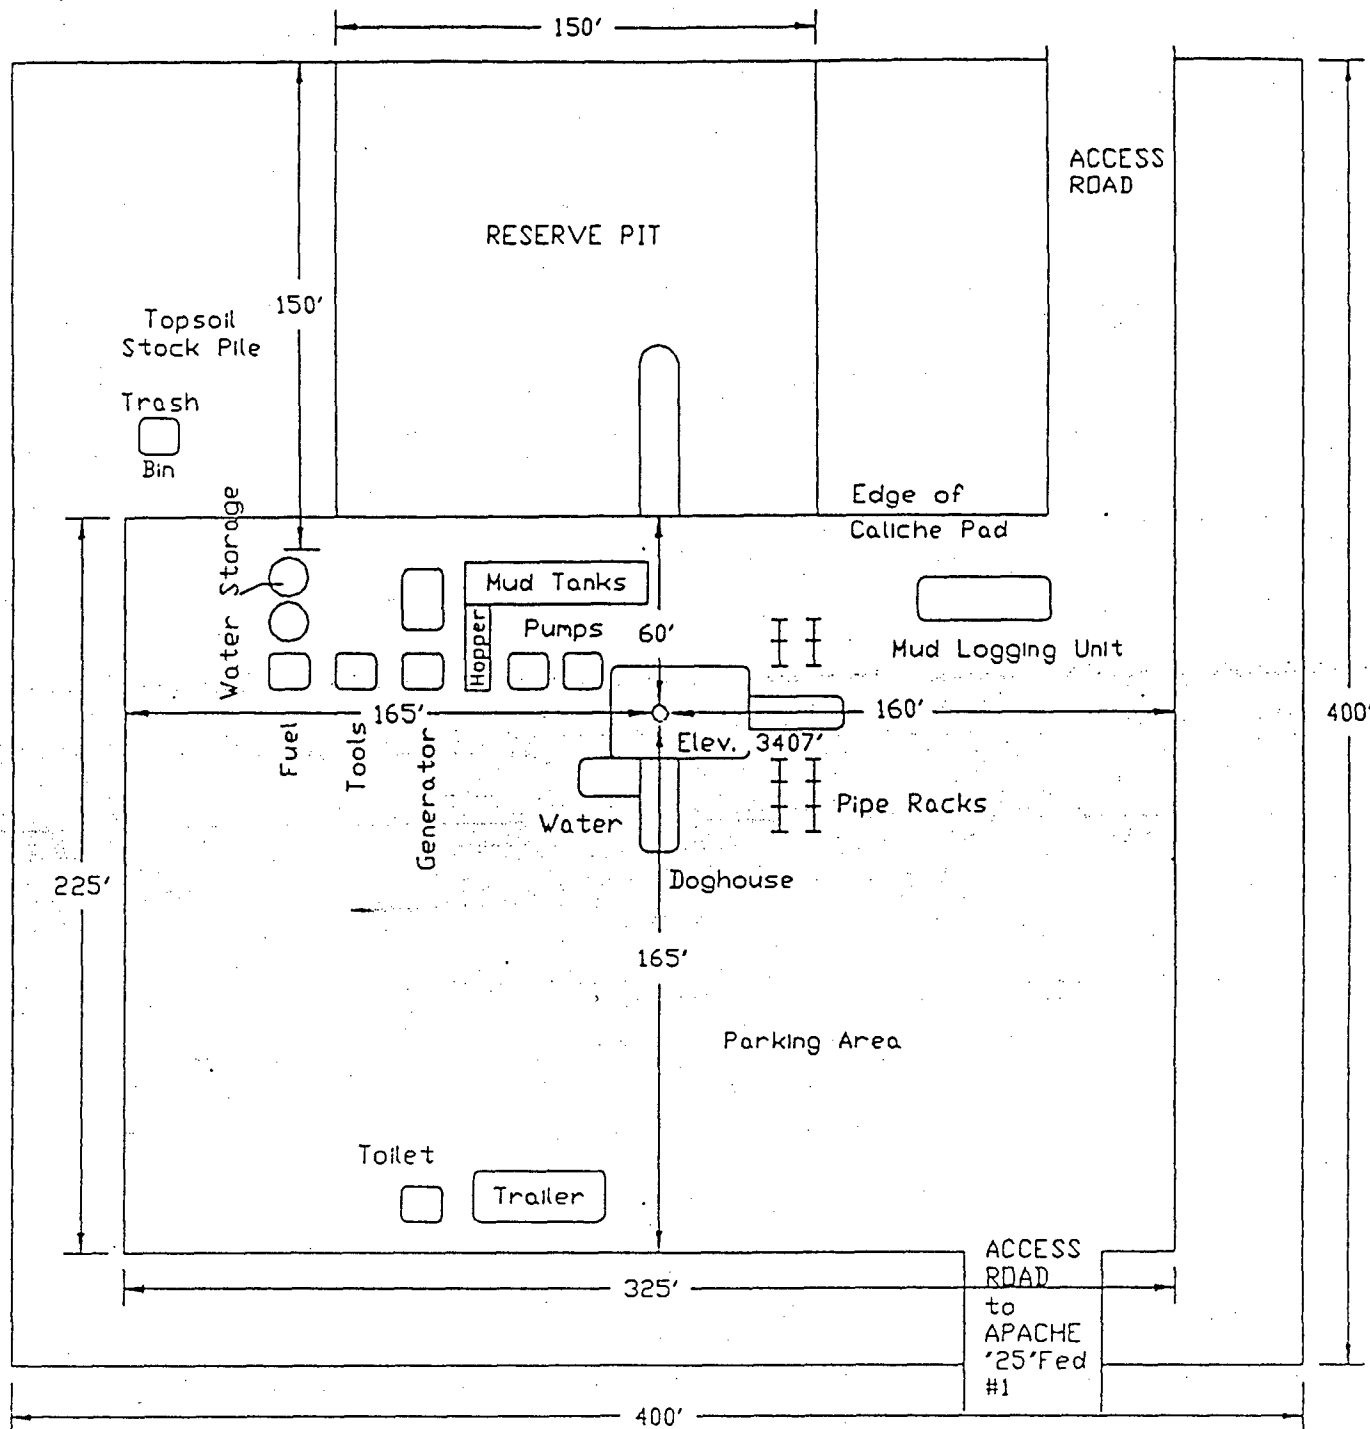 150'
ACCESS
ROAD
RESERVE PIT
150'
Topsoil
Stock Pile
Trash
Bin
Edge of
Caliche Pad
Water Storage
Mud Tanks
Hopper
Pumps
60'
Mud Logging Unit
165'
160'
400'
Elev. 3407'
Fuel
Tools
Generator
Pipe Racks
Water
Doghouse
225'
165'
Parking Area
Toilet
Trailer
ACCESS
ROAD
to
APACHE
'25'Fed
#1
325'
400'